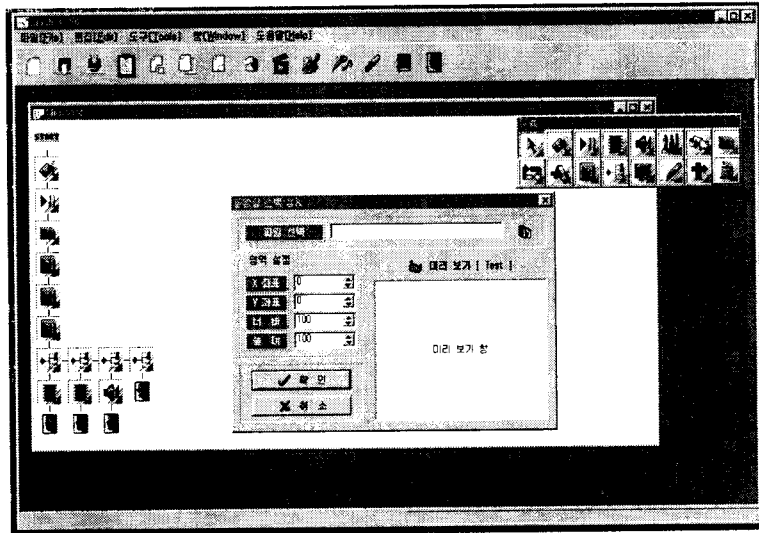 파일[File] 편집[Edit] 도구[Tools] 창[Window] 도움말[Help]
START
파일 선택
영역 설정
미리 보기 [ Test ]
X 좌표 0
Y 좌표 0
너 비 100
높 이 100
미리 보기 창
확 인
취 소